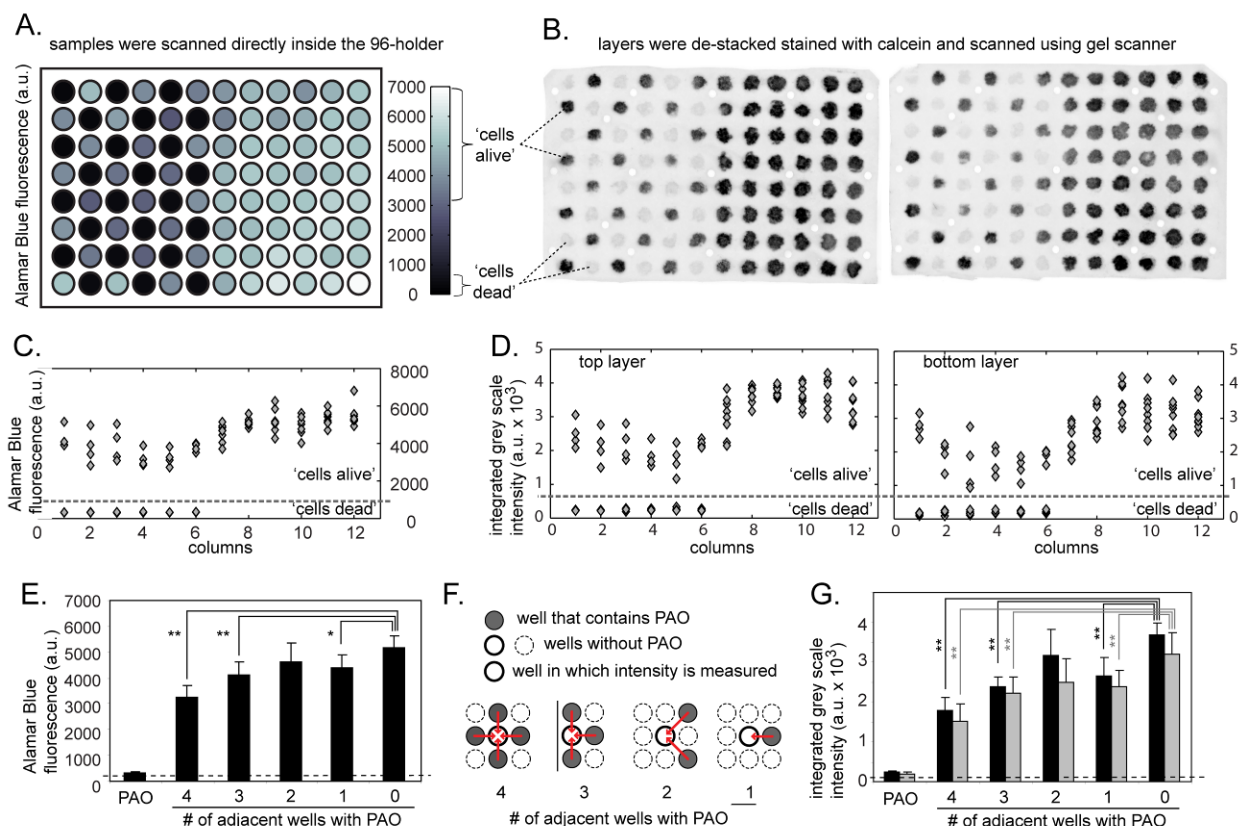 A.
samples were scanned directly inside the 96-holder
Alamar Blue fluorescence (a.u.)
7000
6000
5000
4000
3000
2000
1000
0
‘cells
alive’
‘cells
dead’
B.
layers were de-stacked stained with calcein and scanned using gel scanner
C.
Alamar Blue
fluorescence (a.u.)
8000
6000
4000
2000
0
‘cells alive’
‘cells dead’
0 2 4 6 8 10 12
columns
D.
integrated grey scale
intensity (a.u. x 10³)
5
4
3
2
1
0
top layer
‘cells alive’
‘cells dead’
0 2 4 6 8 10 12
columns
bottom layer
5
4
3
2
1
0
‘cells alive’
‘cells dead’
0 2 4 6 8 10 12
columns
E.
Alamar Blue
fluorescence (a.u.)
7000
6000
5000
4000
3000
2000
1000
0
** ** *
PAO 4 3 2 1 0
# of adjacent wells with PAO
F.
well that contains PAO
wells without PAO
well in which intensity is measured
4 3 2 1
# of adjacent wells with PAO
G.
integrated grey scale
intensity (a.u. x 10³)
4
3
2
1
0
** ** ** ** ** **
PAO 4 3 2 1 0
# of adjacent wells with PAO